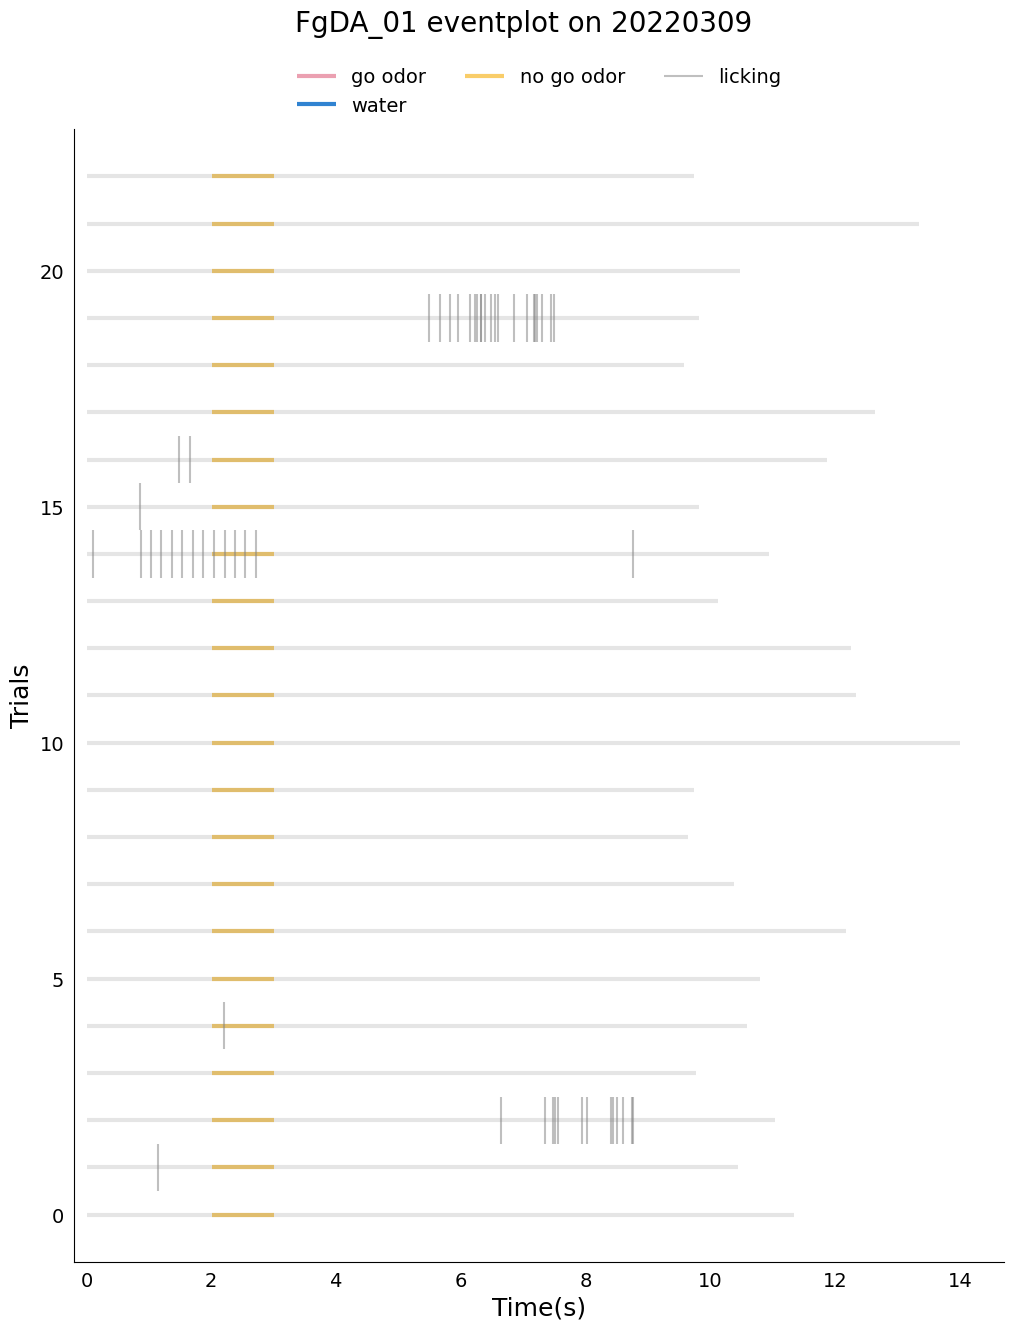 FgDA_01 eventplot on 20220309
go odor no go odor licking
water
20
15
10
5
0
0 2 4 6 8 10 12 14
Trials
Time(s)